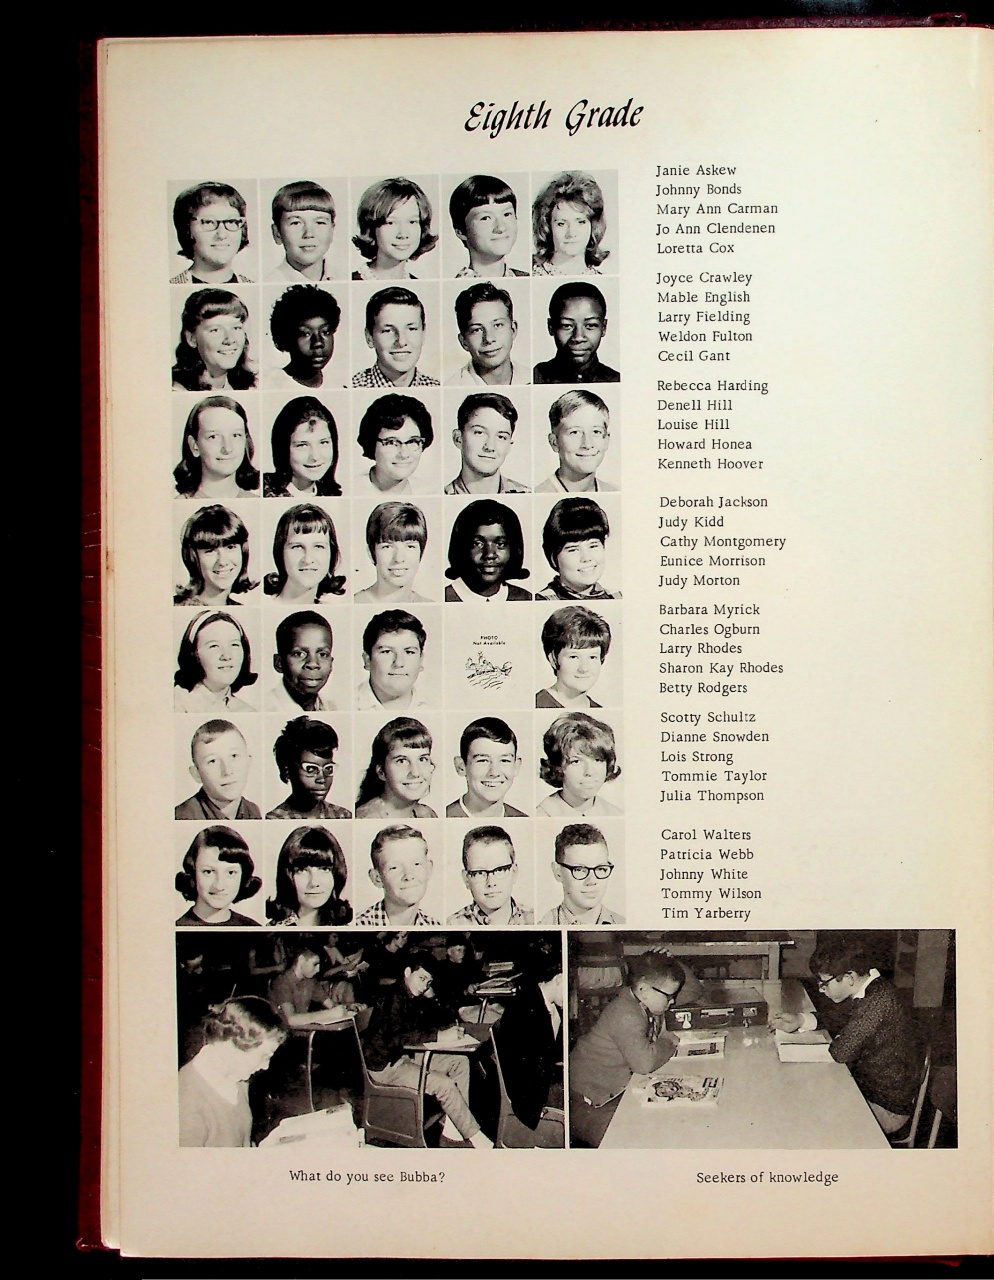 Eighth Grade
Janie Askew
Johnny Bonds
Mary Ann Carman
Jo Ann Clendenen
Loretta Cox
Joyce Crawley
Mable English
Larry Fielding
Weldon Fulton
Cecil Gant
Rebecca Harding
Denell Hill
Louise Hill
Howard Honea
Kenneth Hoover
Deborah Jackson
Judy Kidd
Cathy Montgomery
Eunice Morrison
Judy Morton
Barbara Myrick
Charles Ogburn
Larry Rhodes
Sharon Kay Rhodes
Betty Rodgers
PHOTO
Not Available
Scotty Schultz
Dianne Snowden
Lois Strong
Tommie Taylor
Julia Thompson
Carol Walters
Patricia Webb
Johnny White
Tommy Wilson
Tim Yarberry
What do you see Bubba?
Seekers of knowledge